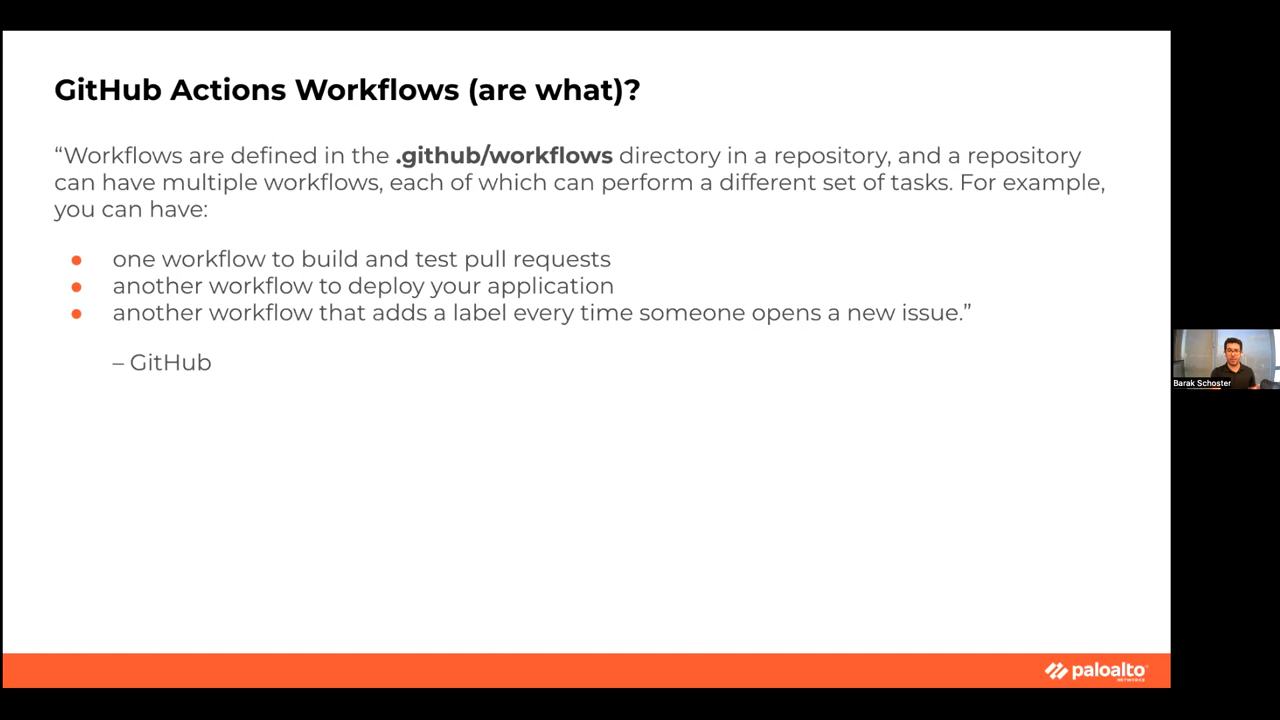 GitHub Actions Workflows (are what)?
“Workflows are defined in the .github/workflows directory in a repository, and a repository
can have multiple workflows, each of which can perform a different set of tasks. For example,
you can have:
● one workflow to build and test pull requests
● another workflow to deploy your application
● another workflow that adds a label every time someone opens a new issue.”
– GitHub
Barak Schoster
paloalto
NETWORKS